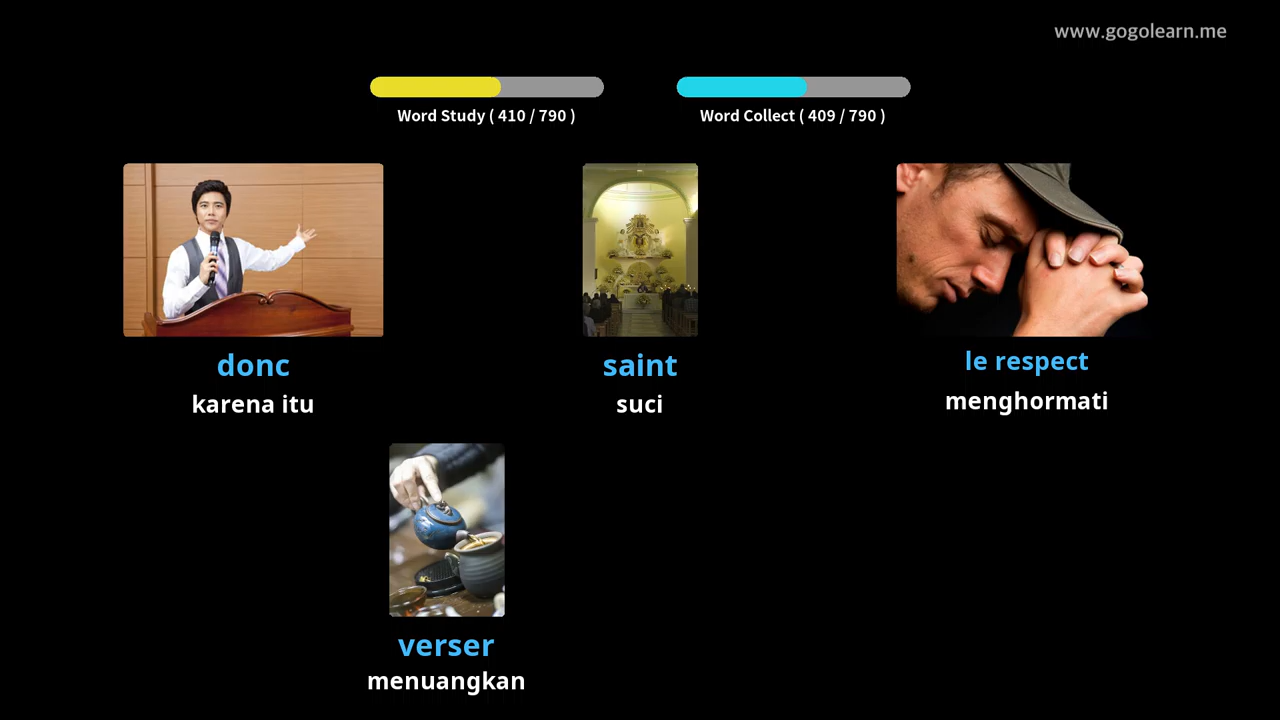 www.gogolearn.me
Word Study ( 410 / 790 )
Word Collect ( 409 / 790 )
donc
karena itu
saint
suci
le respect
menghormati
verser
menuangkan